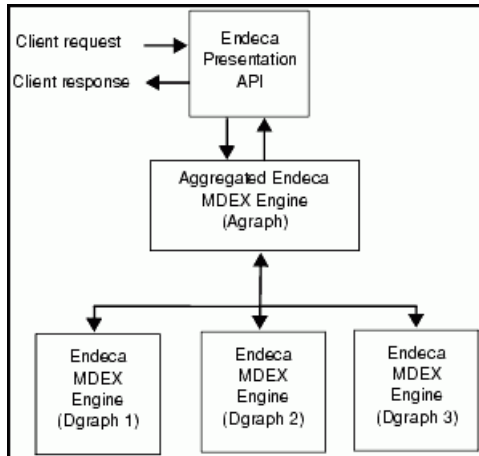 Client request
Client response
Endeca
Presentation
API
Aggregated Endeca
MDEX Engine
(Agraph)
Endeca
MDEX
Engine
(Dgraph 1)
Endeca
MDEX
Engine
(Dgraph 2)
Endeca
MDEX
Engine
(Dgraph 3)